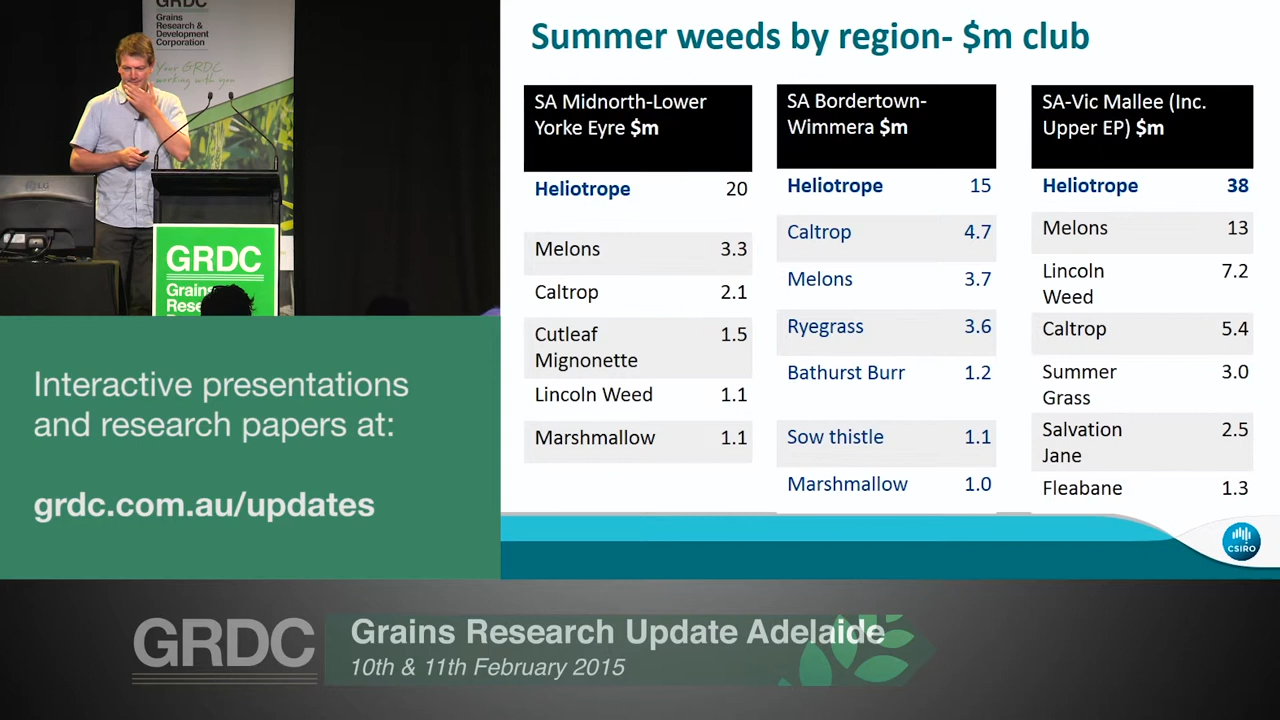 GRDC
Grains
Research &
Development
Corporation
Your GRDC
working with you
LG
GRDC
Grains
Interactive presentations
and research papers at:
grdc.com.au/updates
Summer weeds by region- $m club
SA Midnorth-Lower
Yorke Eyre $m
Heliotrope 20
Melons 3.3
Caltrop 2.1
Cutleaf
Mignonette 1.5
Lincoln Weed 1.1
Marshmallow 1.1
SA Bordertown-
Wimmera $m
Heliotrope 15
Caltrop 4.7
Melons 3.7
Ryegrass 3.6
Bathurst Burr 1.2
Sow thistle 1.1
Marshmallow 1.0
SA-Vic Mallee (Inc.
Upper EP) $m
Heliotrope 38
Melons 13
Lincoln
Weed 7.2
Caltrop 5.4
Summer
Grass 3.0
Salvation
Jane 2.5
Fleabane 1.3
CSIRO
GRDC
Grains Research Update Adelaide
10th & 11th February 2015